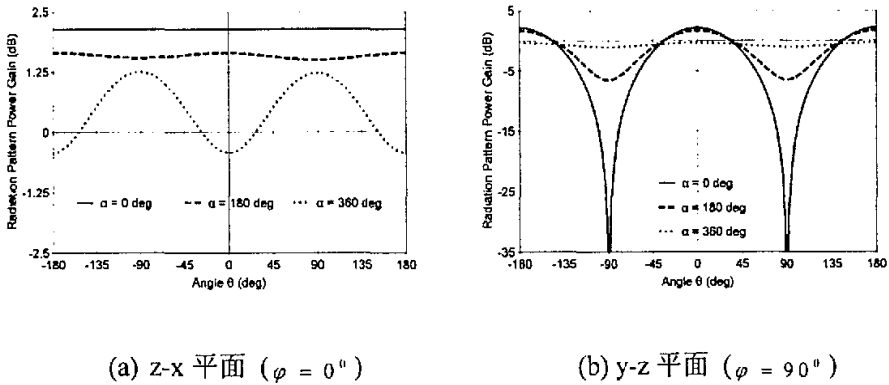 Radiation Pattern Power Gain (dB)
2.5
1.25
0
-1.25
-2.5
α = 0 deg
α = 180 deg
α = 360 deg
-180 -135 -90 -45 0 45 90 135 180
Angle θ (deg)
(a) z-x 平面 (φ = 0⁰)
Radiation Pattern Power Gain (dB)
5
-5
-15
-25
-35
α = 0 deg
α = 180 deg
α = 360 deg
-180 -135 -90 -45 0 45 90 135 180
Angle θ (deg)
(b) y-z 平面 (φ = 90⁰)